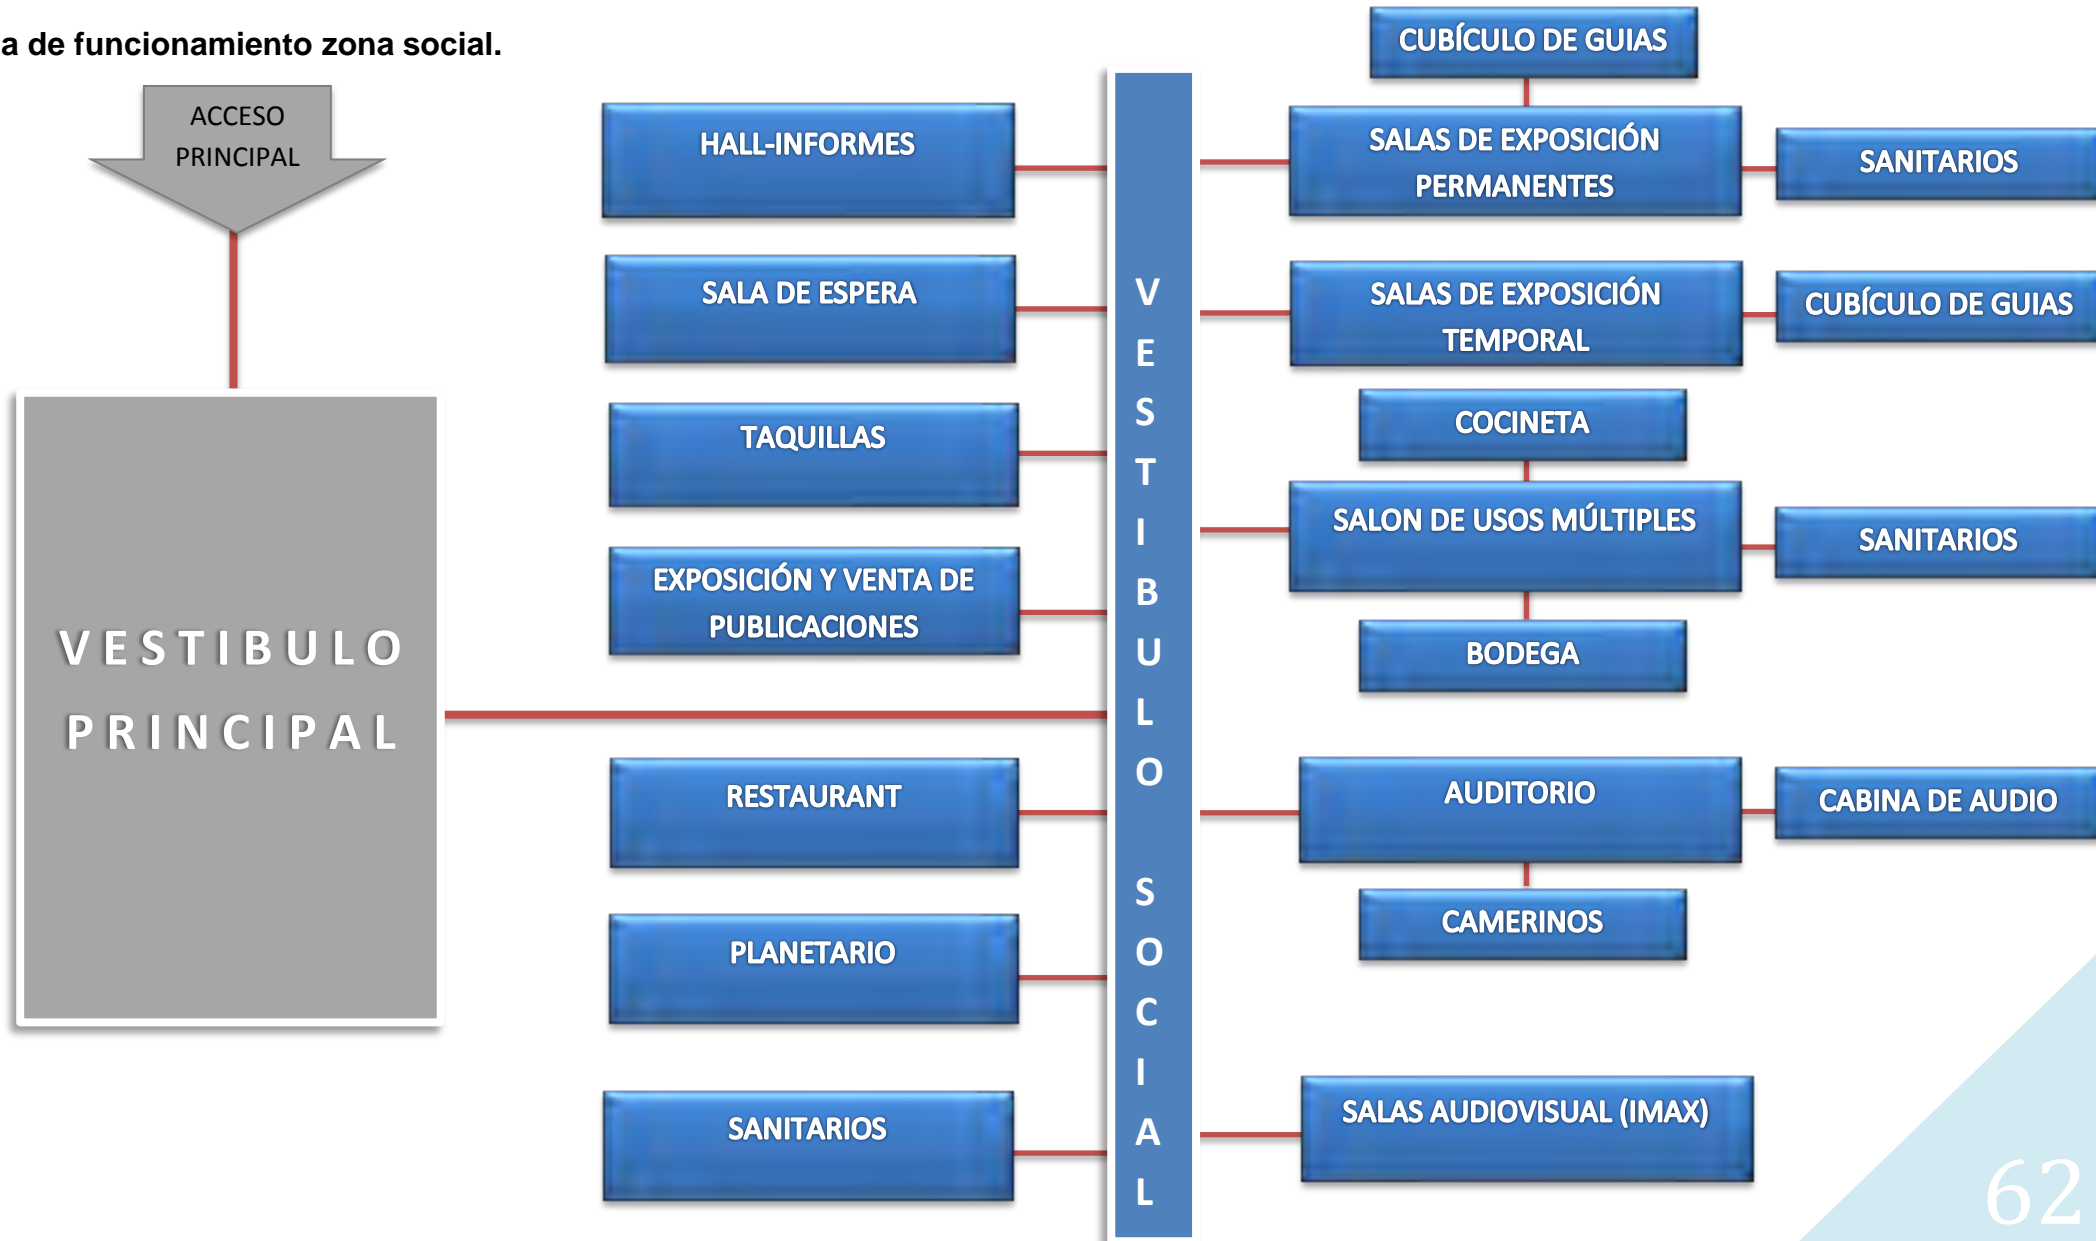 a de funcionamiento zona social.
ACCESO
PRINCIPAL
VESTIBULO
PRINCIPAL
HALL-INFORMES
SALA DE ESPERA
TAQUILLAS
EXPOSICIÓN Y VENTA DE
PUBLICACIONES
RESTAURANT
PLANETARIO
SANITARIOS
VESTIBULO SOCIAL
CUBÍCULO DE GUIAS
SALAS DE EXPOSICIÓN
PERMANENTES
SANITARIOS
SALAS DE EXPOSICIÓN
TEMPORAL
CUBÍCULO DE GUIAS
COCINETA
SALON DE USOS MÚLTIPLES
SANITARIOS
BODEGA
AUDITORIO
CABINA DE AUDIO
CAMERINOS
SALAS AUDIOVISUAL (IMAX)
62